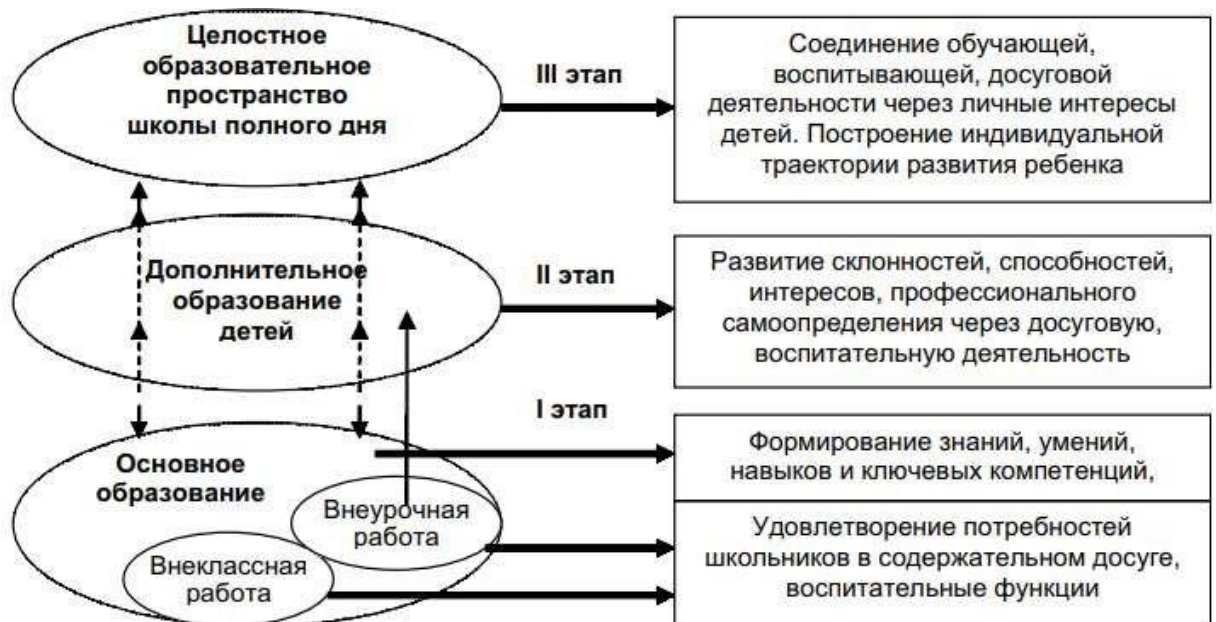 Целостное
образовательное
пространство
школы полного дня
III этап
Соединение обучающей,
воспитывающей, досуговой
деятельности через личные интересы
детей. Построение индивидуальной
траектории развития ребенка
Дополнительное
образование
детей
II этап
Развитие склонностей, способностей,
интересов, профессионального
самоопределения через досуговую,
воспитательную деятельность
I этап
Основное
образование
Формирование знаний, умений,
навыков и ключевых компетенций,
Внеурочная
работа
Внеклассная
работа
Удовлетворение потребностей
школьников в содержательном досуге,
воспитательные функции